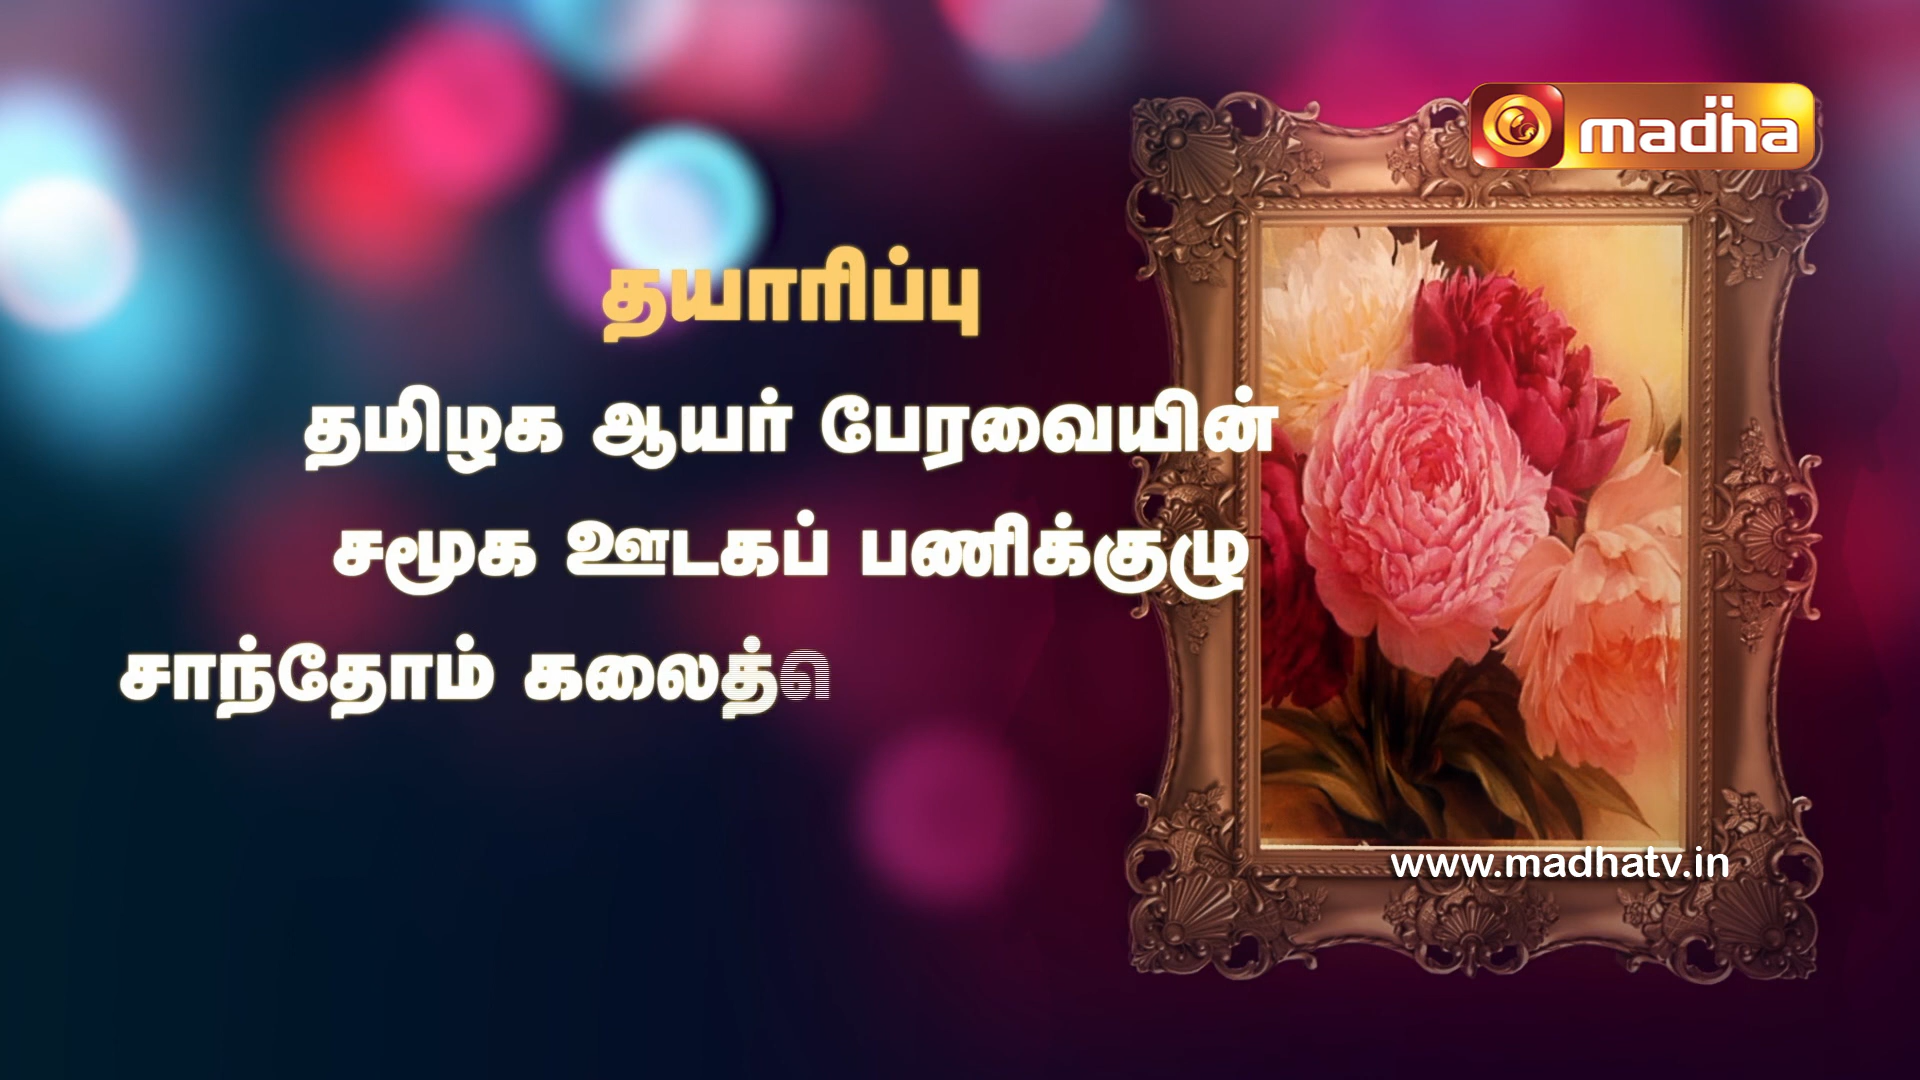 madha
தயாரிப்பு
தமிழக ஆயர் பேரவையின்
சமூக ஊடகப் பணிக்குழு
சாந்தோம் கலைத்
www.madhatv.in